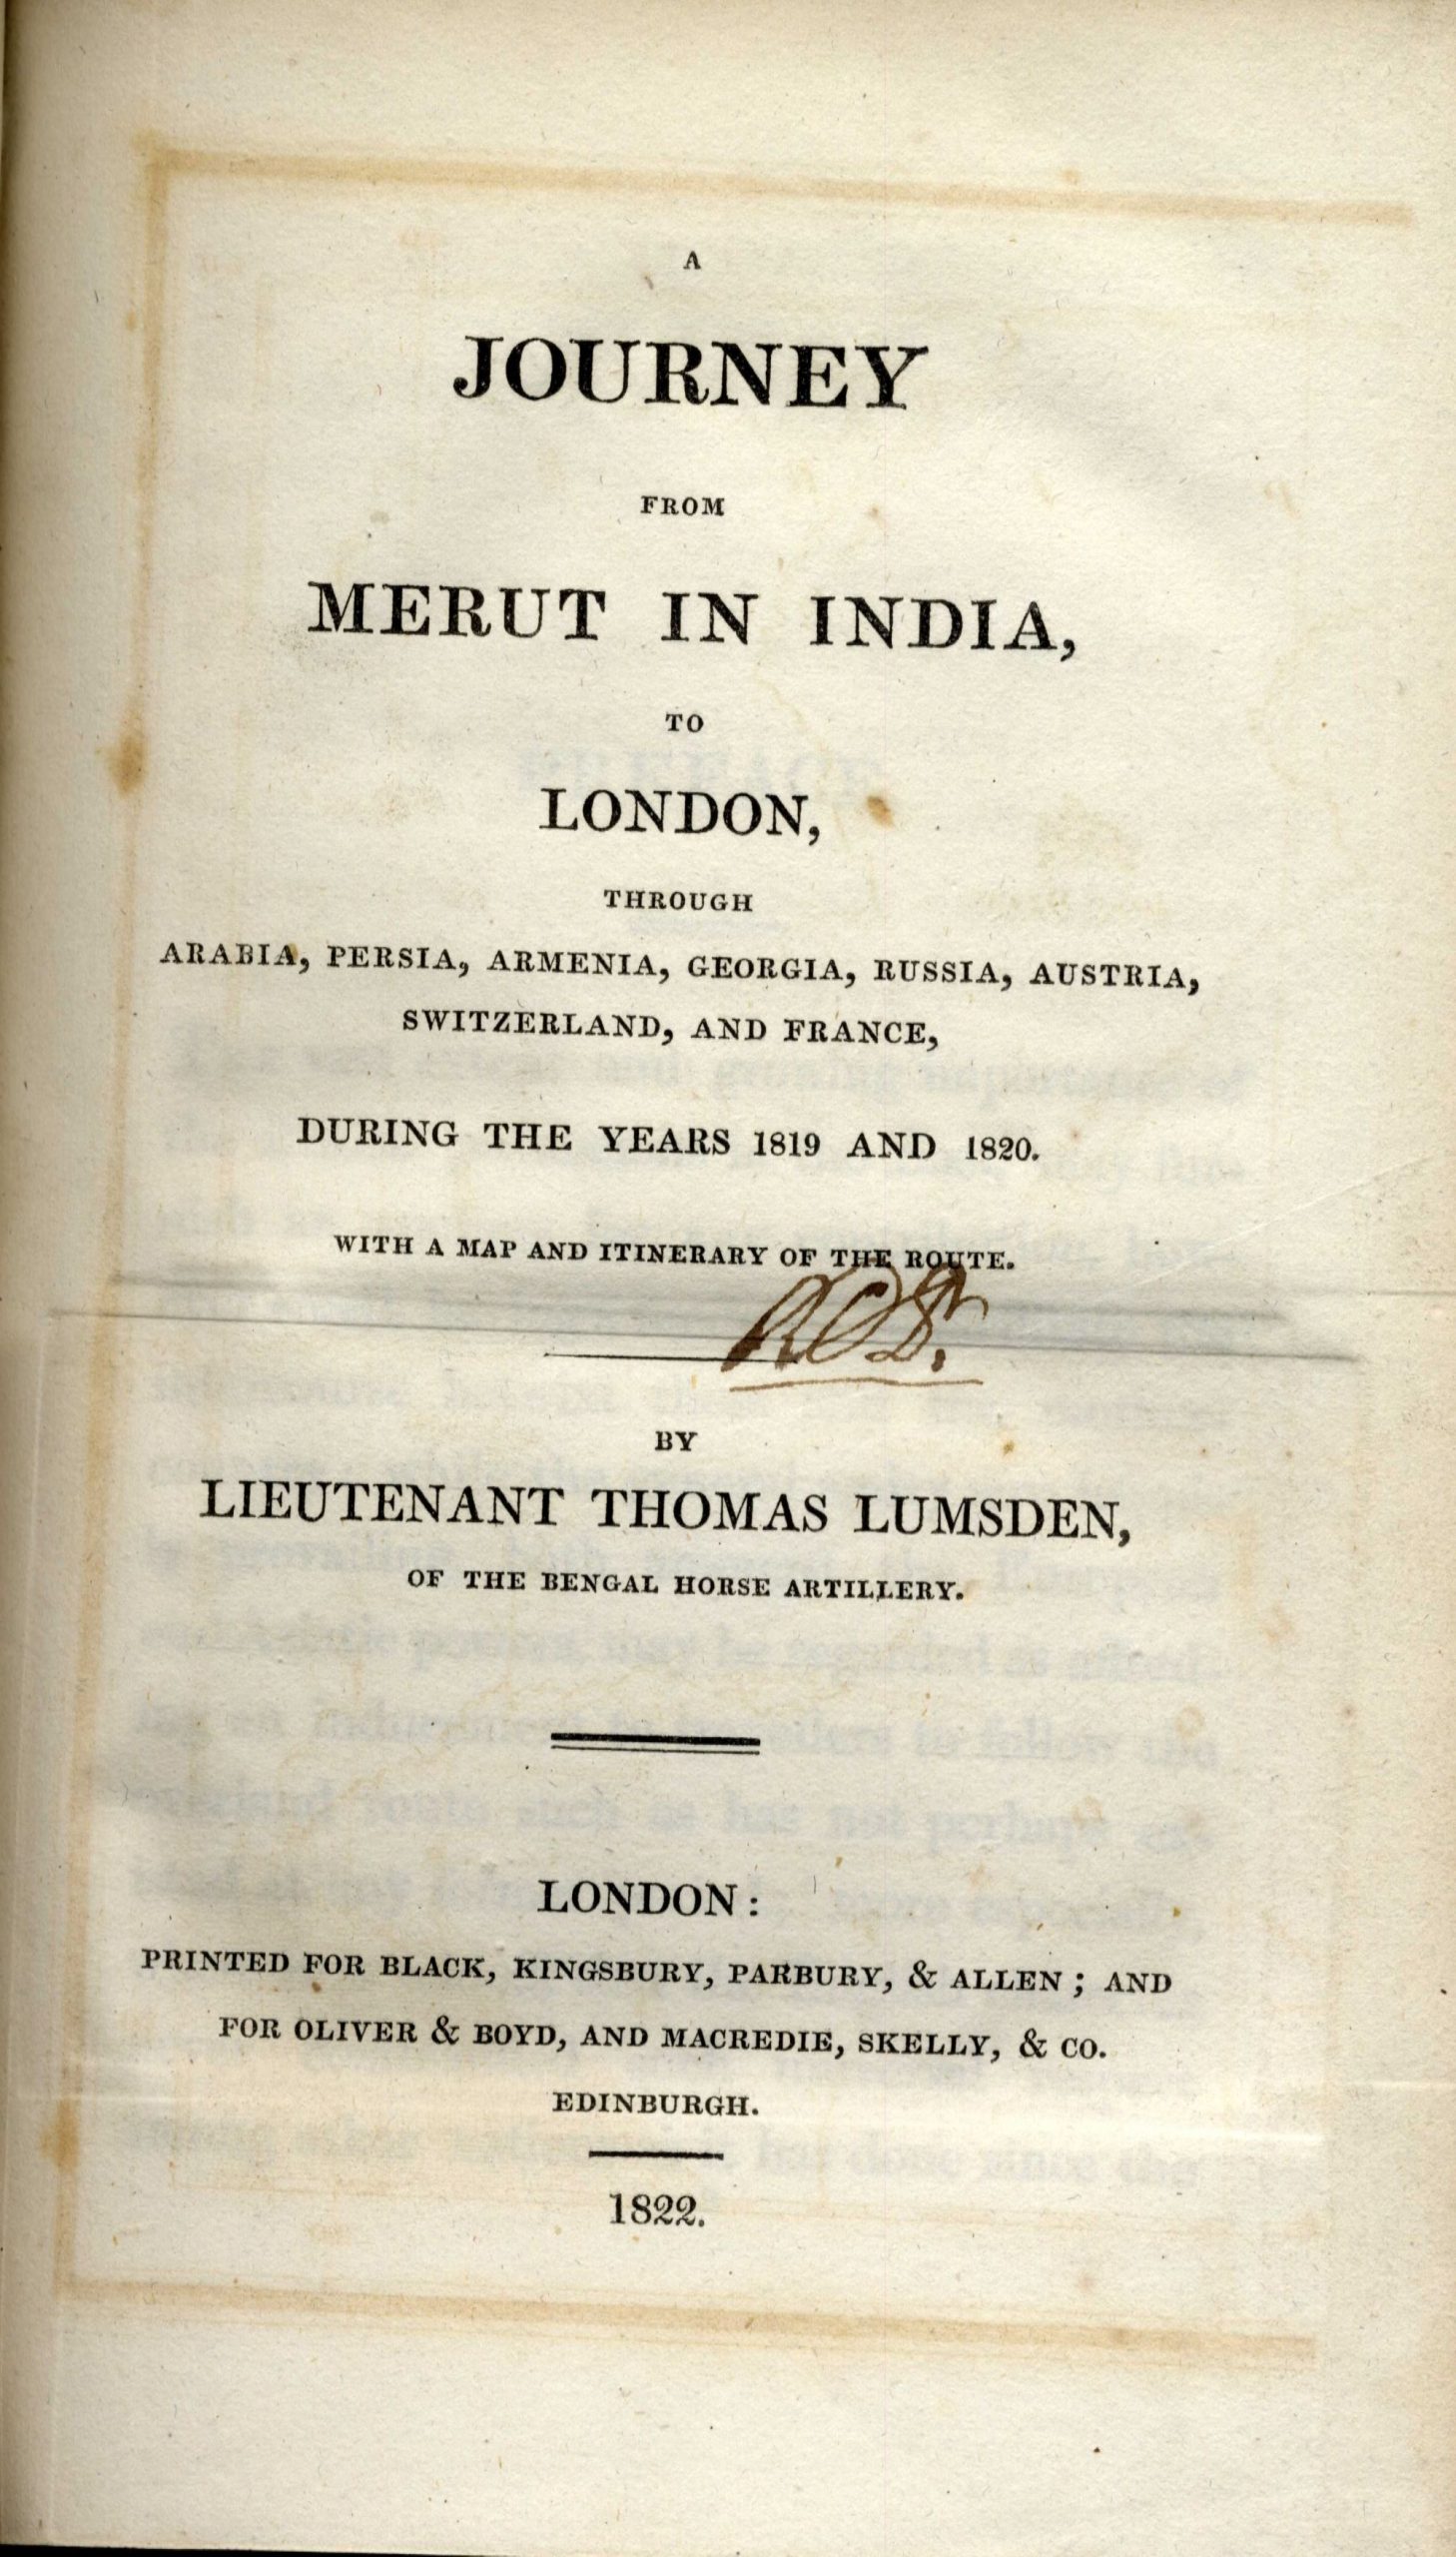 A
JOURNEY
FROM
MERUT IN INDIA,
TO
LONDON,
THROUGH
ARABIA, PERSIA, ARMENIA, GEORGIA, RUSSIA, AUSTRIA,
SWITZERLAND, AND FRANCE,
DURING THE YEARS 1819 AND 1820.
WITH A MAP AND ITINERARY OF THE ROUTE.
BY
LIEUTENANT THOMAS LUMSDEN,
OF THE BENGAL HORSE ARTILLERY.
LONDON:
PRINTED FOR BLACK, KINGSBURY, PARBURY, & ALLEN; AND
FOR OLIVER & BOYD, AND MACREDIE, SKELLY, & CO.
EDINBURGH.
1822.